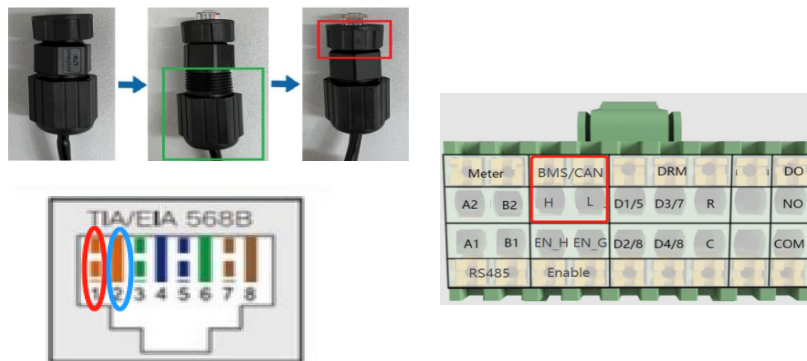 TIA/EIA 568B
1 2 3 4 5 6 7 8
Meter BMS/CAN DRM DO
A2 B2 H L D1/5 D3/7 R NO
A1 B1 EN_H EN_G D2/8 D4/8 C COM
RS485 Enable